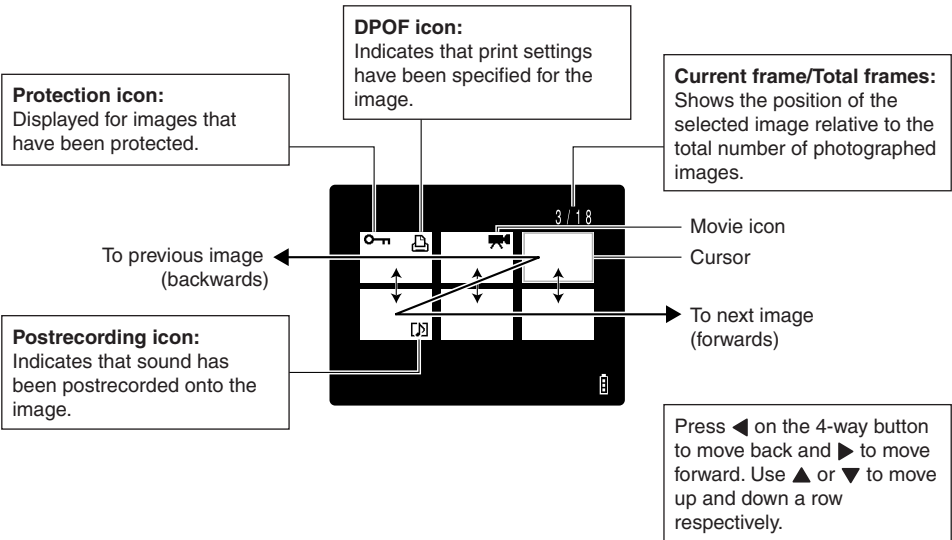 DPOF icon:
Indicates that print settings
have been specified for the
image.
Protection icon:
Displayed for images that
have been protected.
Current frame/Total frames:
Shows the position of the
selected image relative to the
total number of photographed
images.
3/18
Movie icon
Cursor
To previous image
(backwards)
To next image
(forwards)
Postrecording icon:
Indicates that sound has
been postrecorded onto the
image.
Press ◀ on the 4-way button
to move back and ▶ to move
forward. Use ▲ or ▼ to move
up and down a row
respectively.